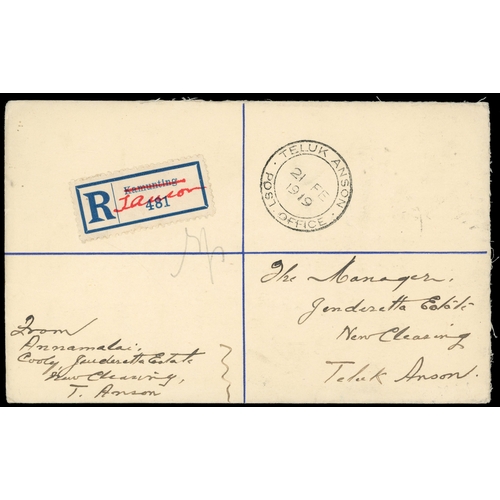 R
Kamunting
T. Anson
481
TELUK ANSON
21 FE
1919
POST OFFICE
The Manager,
Jenderetta Estate
New Clearing
Teluk Anson.
From
Annamalai,
Cooly Jenderetta Estate
New Clearing,
T. Anson